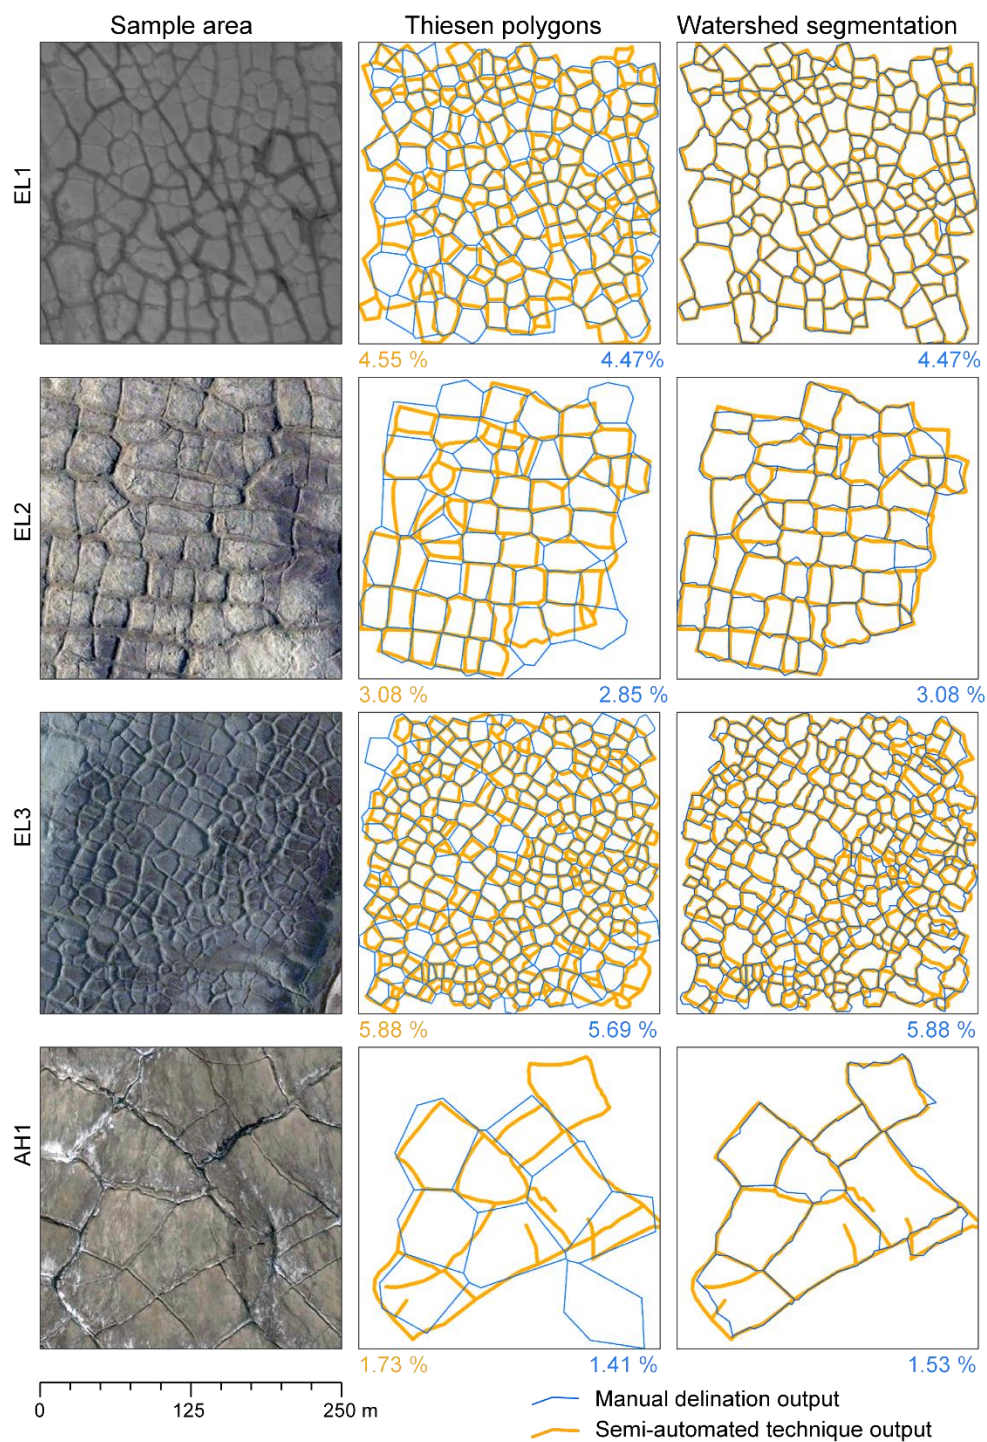 Sample area
Thiesen polygons
Watershed segmentation
EL1
4.55 %
4.47%
4.47%
EL2
3.08 %
2.85 %
3.08 %
EL3
5.88 %
5.69 %
5.88 %
AH1
1.73 %
1.41 %
1.53 %
0
125
250 m
Manual delination output
Semi-automated technique output